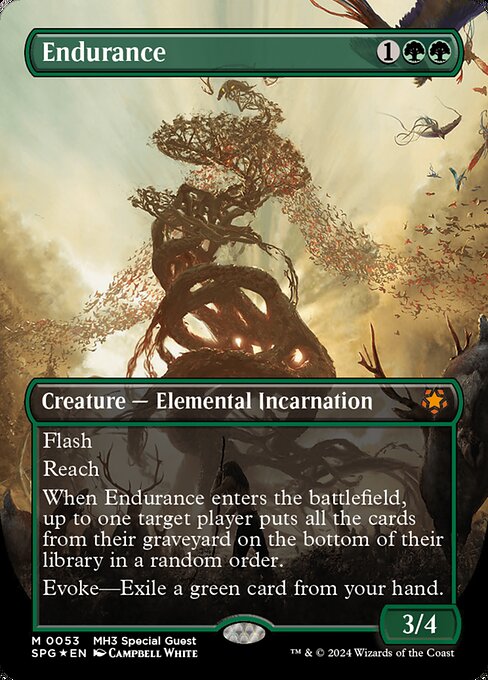 Endurance 1
Creature — Elemental Incarnation
Flash
Reach
When Endurance enters the battlefield,
up to one target player puts all the cards
from their graveyard on the bottom of their
library in a random order.
Evoke—Exile a green card from your hand.
3/4
M 0053 MH3 Special Guest
SPG★EN Campbell White
™ & © 2024 Wizards of the Coast